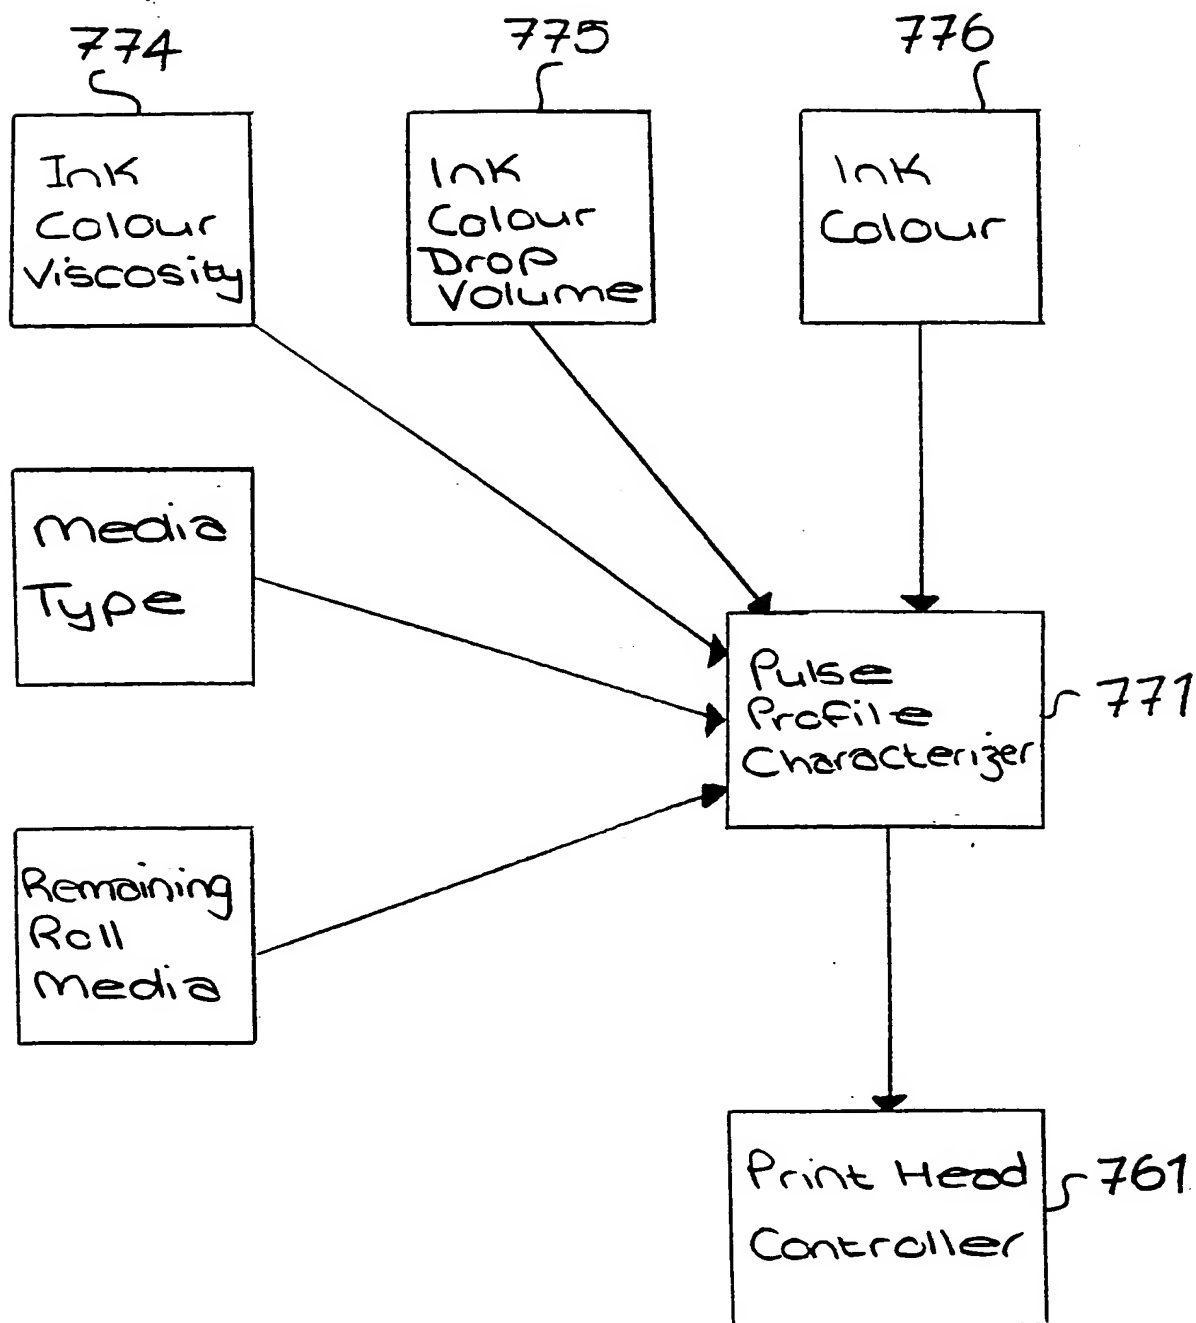 774
775
776
Ink
Colour
Viscosity
Ink
Colour
Drop
Volume
Ink
Colour
Media
Type
Pulse
Profile
Characterizer
771
Remaining
Roll
Media
Print Head
Controller
761